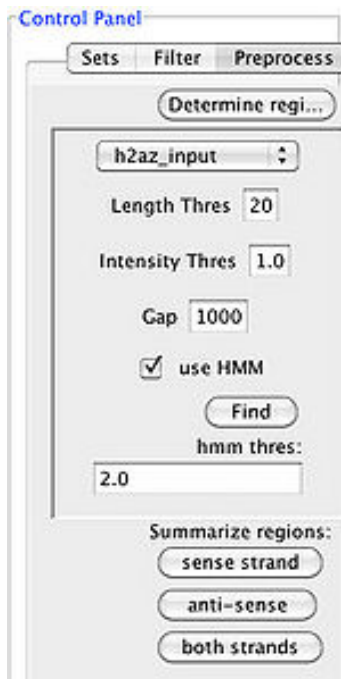 Control Panel
Sets Filter Preprocess
Determine regi...
h2az_input
Length Thres 20
Intensity Thres 1.0
Gap 1000
use HMM
Find
hmm thres:
2.0
Summarize regions:
sense strand
anti-sense
both strands